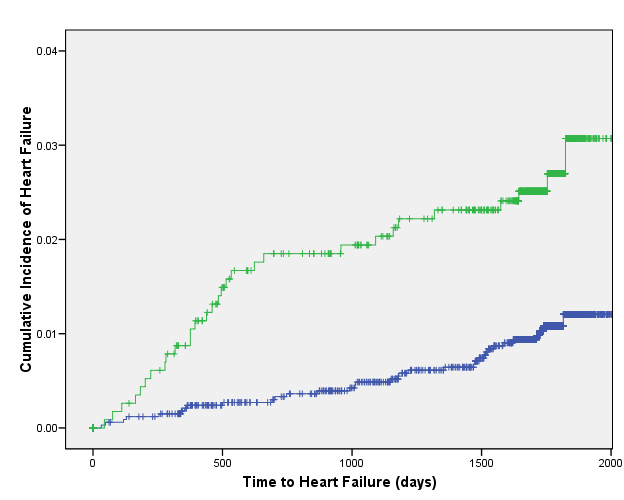 Cumulative Incidence of Heart Failure
0.04
0.03
0.02
0.01
0.00
0 500 1000 1500 2000
Time to Heart Failure (days)